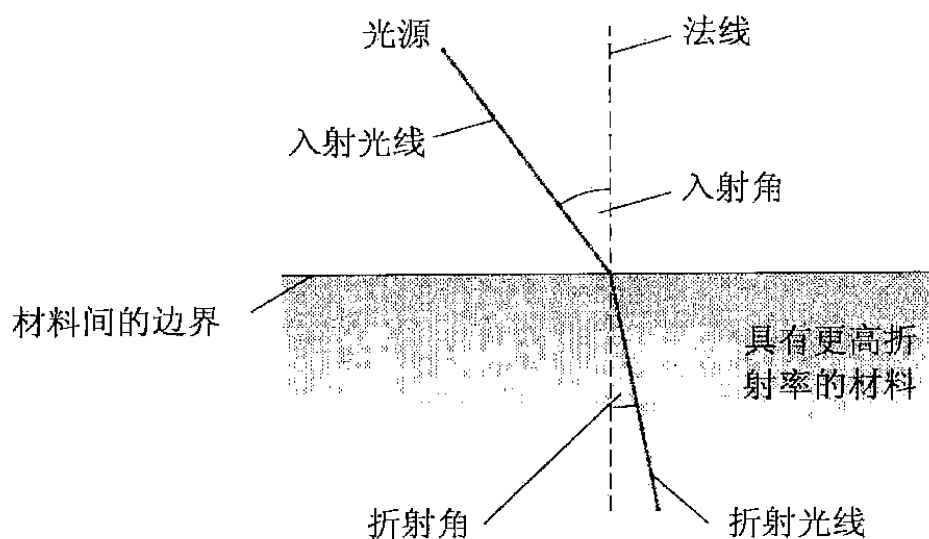 光源
法线
入射光线
入射角
材料间的边界
具有更高折
射率的材料
折射角
折射光线